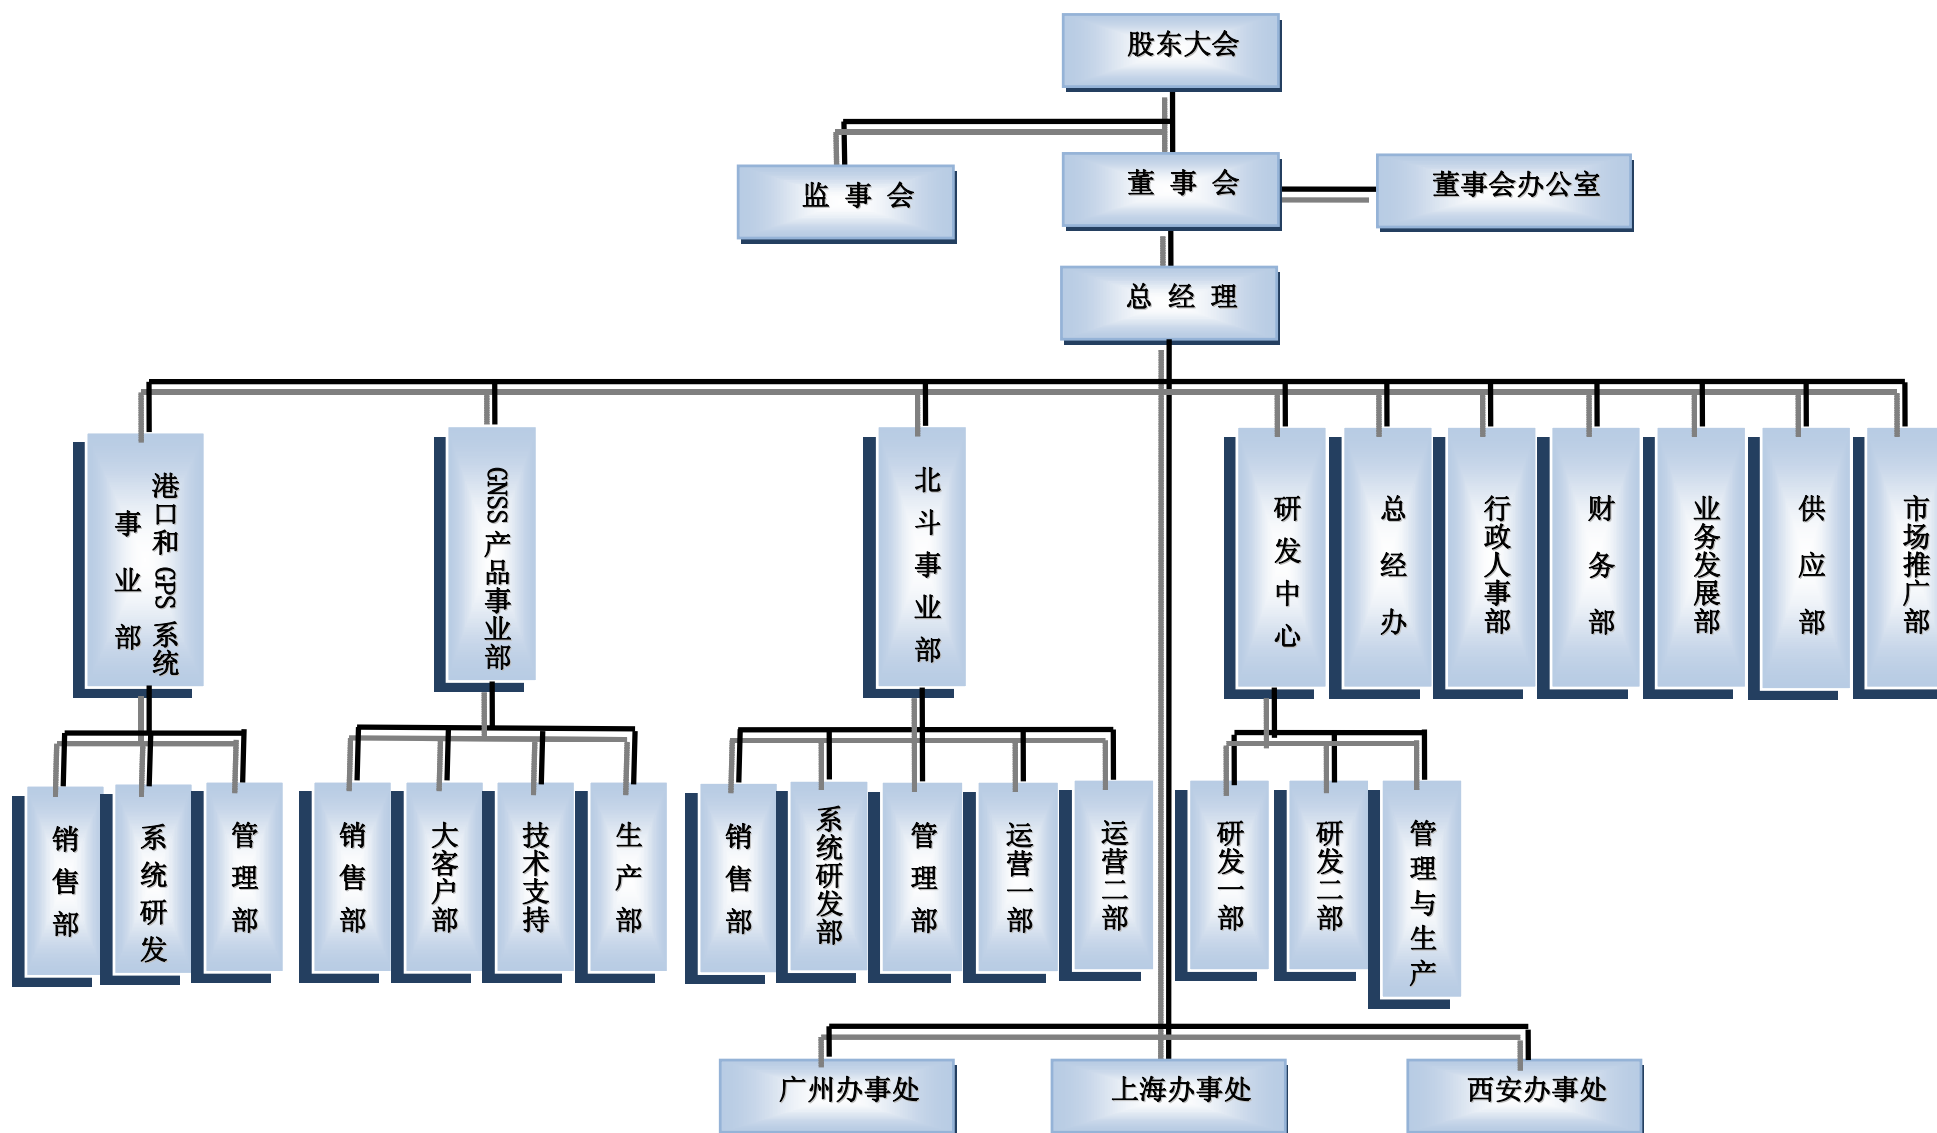 股东大会
监 事 会
董 事 会
董事会办公室
总 经 理
港口和 GPS 系统
事业部
GNSS 产品事业部
北斗事业部
研发中心
总经办
行政人事部
财务部
业务发展部
供应部
市场推广部
销售部
系统研发
管理部
销售部
大客户部
技术支持
生产部
销售部
系统研发部
管理部
运营一部
运营二部
研发一部
研发二部
管理与生产
广州办事处
上海办事处
西安办事处